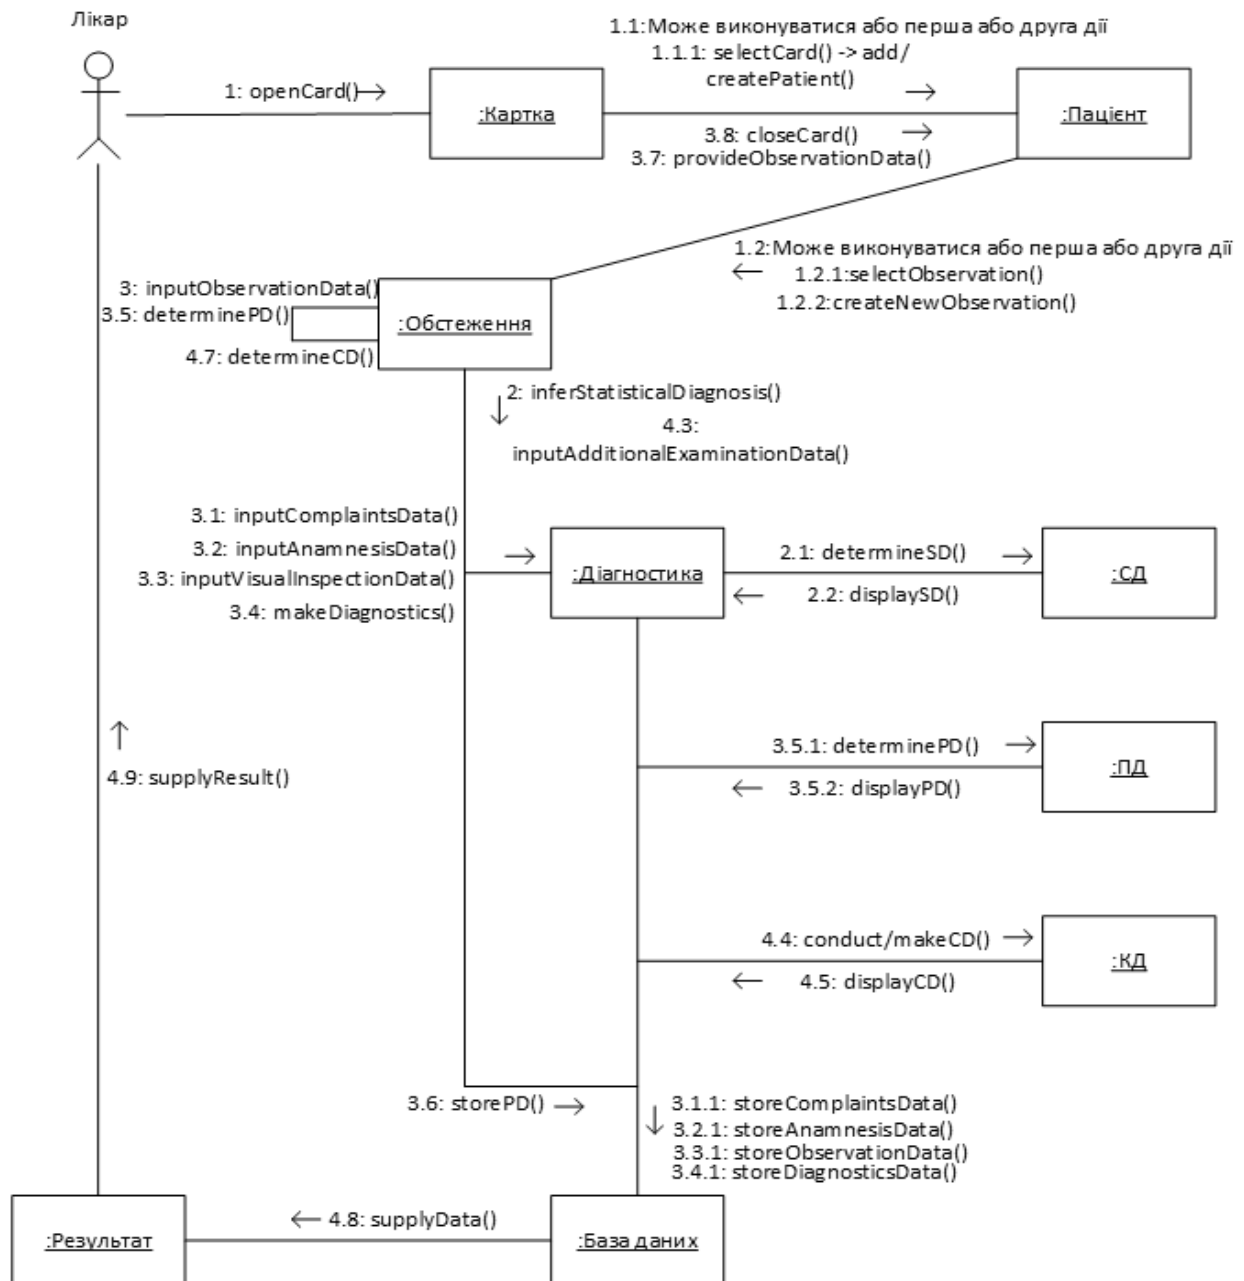 Лікар
1.1:Може виконуватися або перша або друга дії
1.1.1: selectCard() -> add/
createPatient()
1: openCard()
:Картка
:Пацієнт
3.8: closeCard()
3.7: provideObservationData()
1.2:Може виконуватися або перша або друга дії
1.2.1:selectObservation()
1.2.2:createNewObservation()
3: inputObservationData()
3.5: determinePD()
:Обстеження
4.7: determineCD()
2: inferStatisticalDiagnosis()
4.3:
inputAdditionalExaminationData()
3.1: inputComplaintsData()
3.2: inputAnamnesisData()
3.3: inputVisualInspectionData()
3.4: makeDiagnostics()
:Діагностика
2.1: determineSD()
2.2: displaySD()
:СД
3.5.1: determinePD()
3.5.2: displayPD()
:ПД
4.9: supplyResult()
4.4: conduct/makeCD()
4.5: displayCD()
:КД
3.6: storePD()
3.1.1: storeComplaintsData()
3.2.1: storeAnamnesisData()
3.3.1: storeObservationData()
3.4.1: storeDiagnosticsData()
:Результат
4.8: supplyData()
:База даних